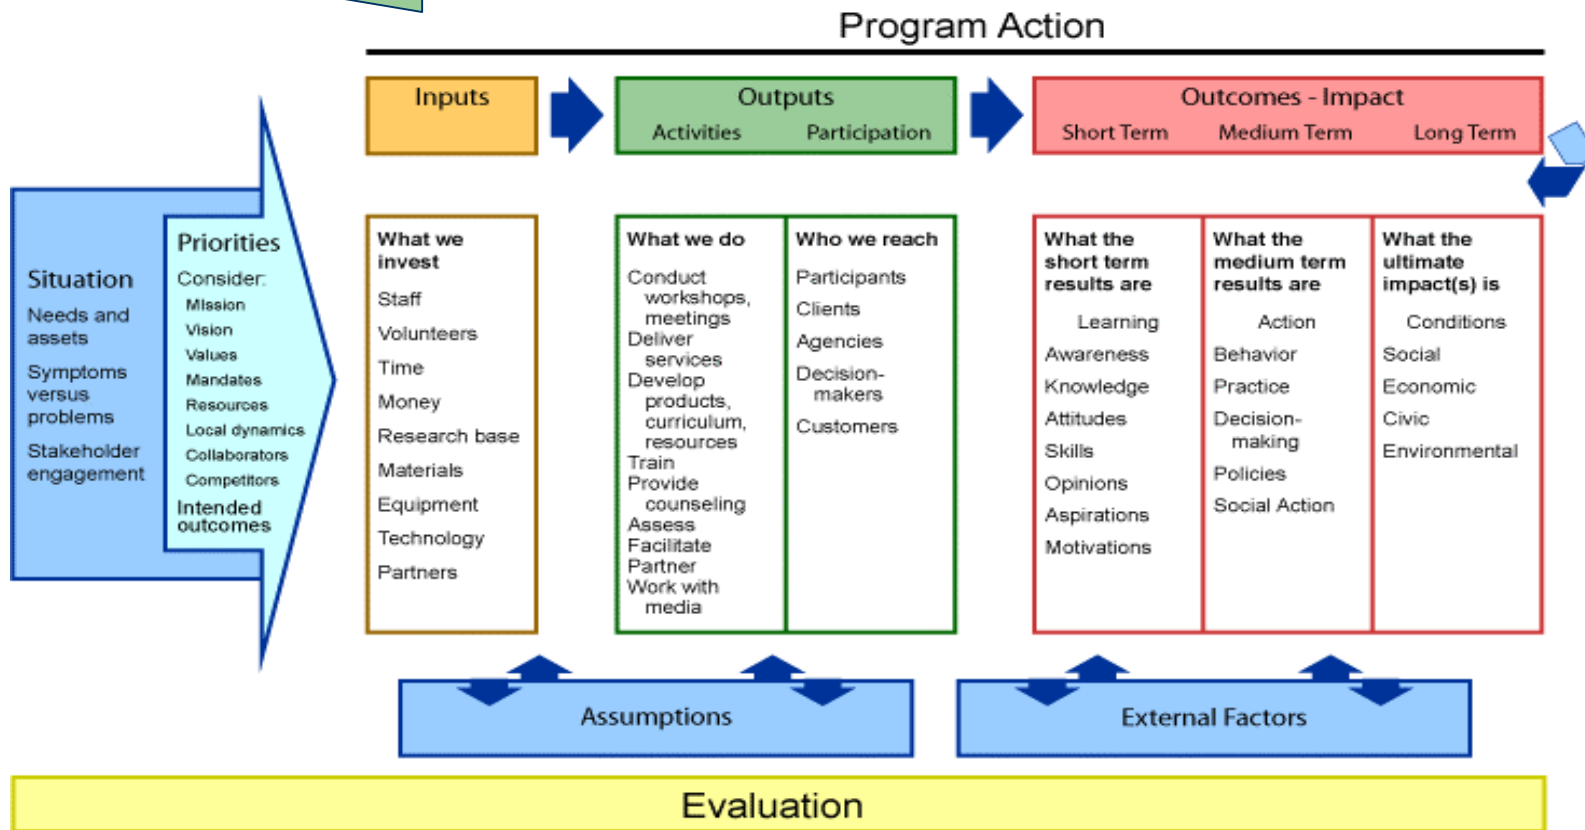 Program Action
Inputs
Outputs
Activities
Participation
Outcomes - Impact
Short Term
Medium Term
Long Term
Situation
Needs and
assets
Symptoms
versus
problems
Stakeholder
engagement
Priorities
Consider:
MIssion
Vision
Values
Mandates
Resources
Local dynamics
Collaborators
Competitors
Intended
outcomes
What we
invest
Staff
Volunteers
Time
Money
Research base
Materials
Equipment
Technology
Partners
What we do
Conduct
workshops,
meetings
Deliver
services
Develop
products,
curriculum,
resources
Train
Provide
counseling
Assess
Facilitate
Partner
Work with
media
Who we reach
Participants
Clients
Agencies
Decision-
makers
Customers
What the
short term
results are
Learning
Awareness
Knowledge
Attitudes
Skills
Opinions
Aspirations
Motivations
What the
medium term
results are
Action
Behavior
Practice
Decision-
making
Policies
Social Action
What the
ultimate
impact(s) is
Conditions
Social
Economic
Civic
Environmental
Assumptions
External Factors
Evaluation